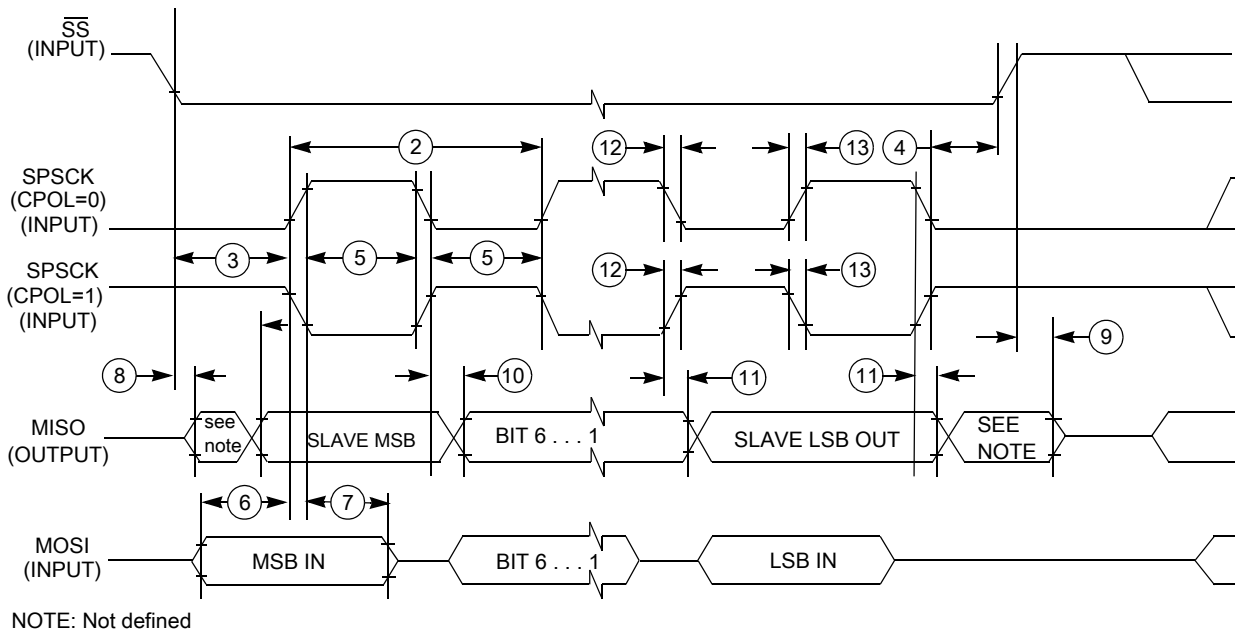 SS
(INPUT)
2
12
13
4
SPSCK
(CPOL=0)
(INPUT)
3
5
5
SPSCK
(CPOL=1)
(INPUT)
12
13
9
8
10
11
11
MISO
(OUTPUT)
see
note
SLAVE MSB
BIT 6 . . . 1
SLAVE LSB OUT
SEE
NOTE
6
7
MOSI
(INPUT)
MSB IN
BIT 6 . . . 1
LSB IN
NOTE: Not defined